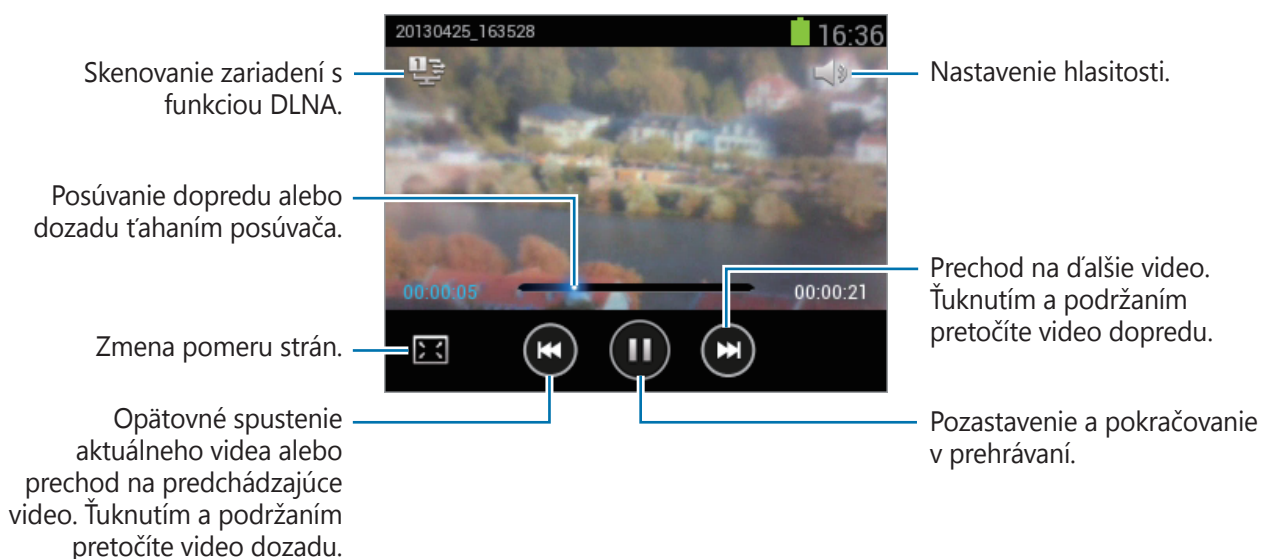 20130425_163528
16:36
1
Skenovanie zariadení s
funkciou DLNA.
Nastavenie hlasitosti.
Posúvanie dopredu alebo
dozadu ťahaním posúvača.
Prechod na ďalšie video.
Ťuknutím a podržaním
pretočíte video dopredu.
00:00:05
00:00:21
Zmena pomeru strán.
Opätovné spustenie
aktuálneho videa alebo
prechod na predchádzajúce
video. Ťuknutím a podržaním
pretočíte video dozadu.
Pozastavenie a pokračovanie
v prehrávaní.